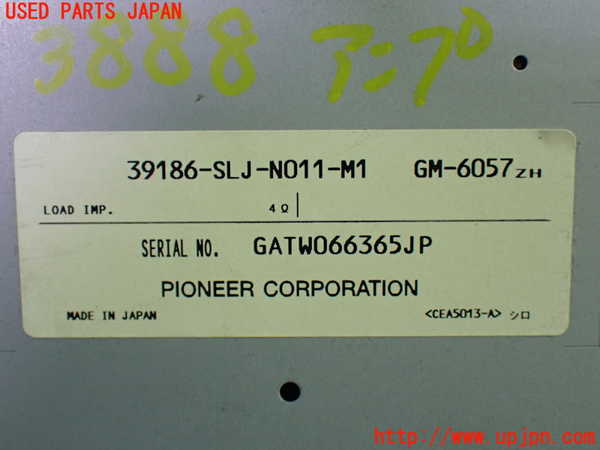 USED PARTS JAPAN
3888 アンプ
39186-SLJ-N011-M1 GM-6057ZH
LOAD IMP. 4Ω
SERIAL NO. GATW066365JP
PIONEER CORPORATION
MADE IN JAPAN <CEA5013-A> シロ
http://www.upjpn.com/